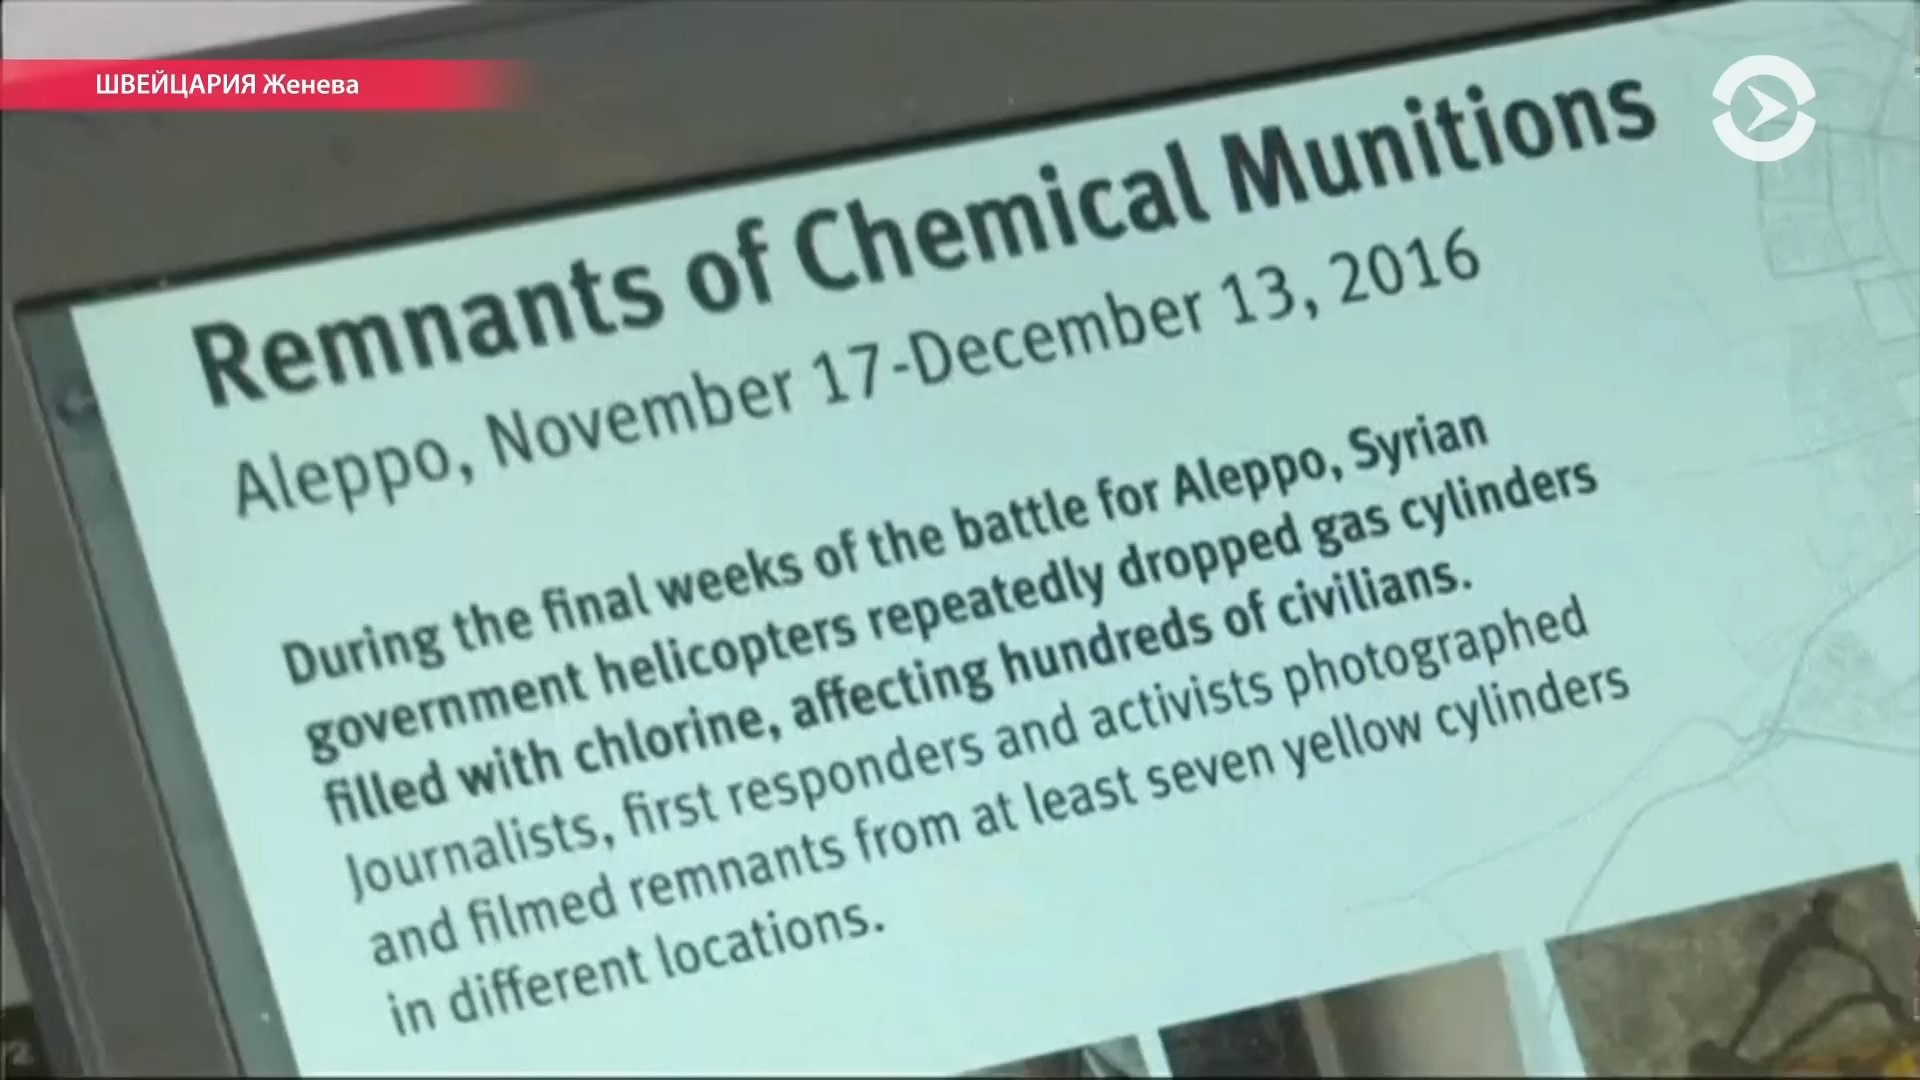 ШВЕЙЦАРИЯ Женева
Remnants of Chemical Munitions
Aleppo, November 17-December 13, 2016
During the final weeks of the battle for Aleppo, Syrian
government helicopters repeatedly dropped gas cylinders
filled with chlorine, affecting hundreds of civilians.
Journalists, first responders and activists photographed
and filmed remnants from at least seven yellow cylinders
in different locations.